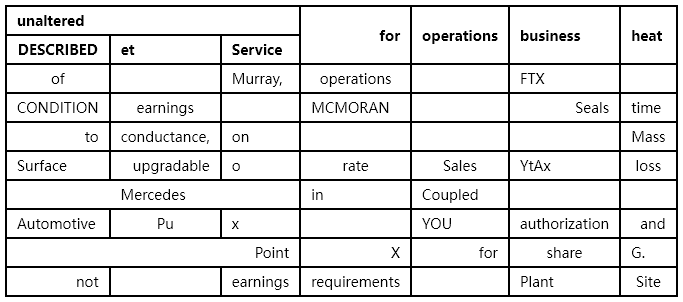 unaltered for operations business heat
DESCRIBED et Service
of Murray, operations FTX
CONDITION earnings MCMORAN Seals time
to conductance, on Mass
Surface upgradable o rate Sales YtAx loss
Mercedes in Coupled
Automotive Pu x YOU authorization and
Point X for share G.
not earnings requirements Plant Site